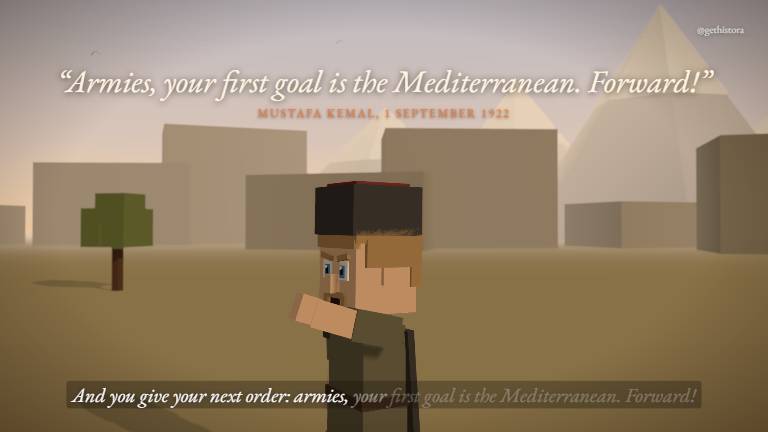 @gethistora
“Armies, your first goal is the Mediterranean. Forward!”
MUSTAFA KEMAL, 1 SEPTEMBER 1922
And you give your next order: armies, your first goal is the Mediterranean. Forward!